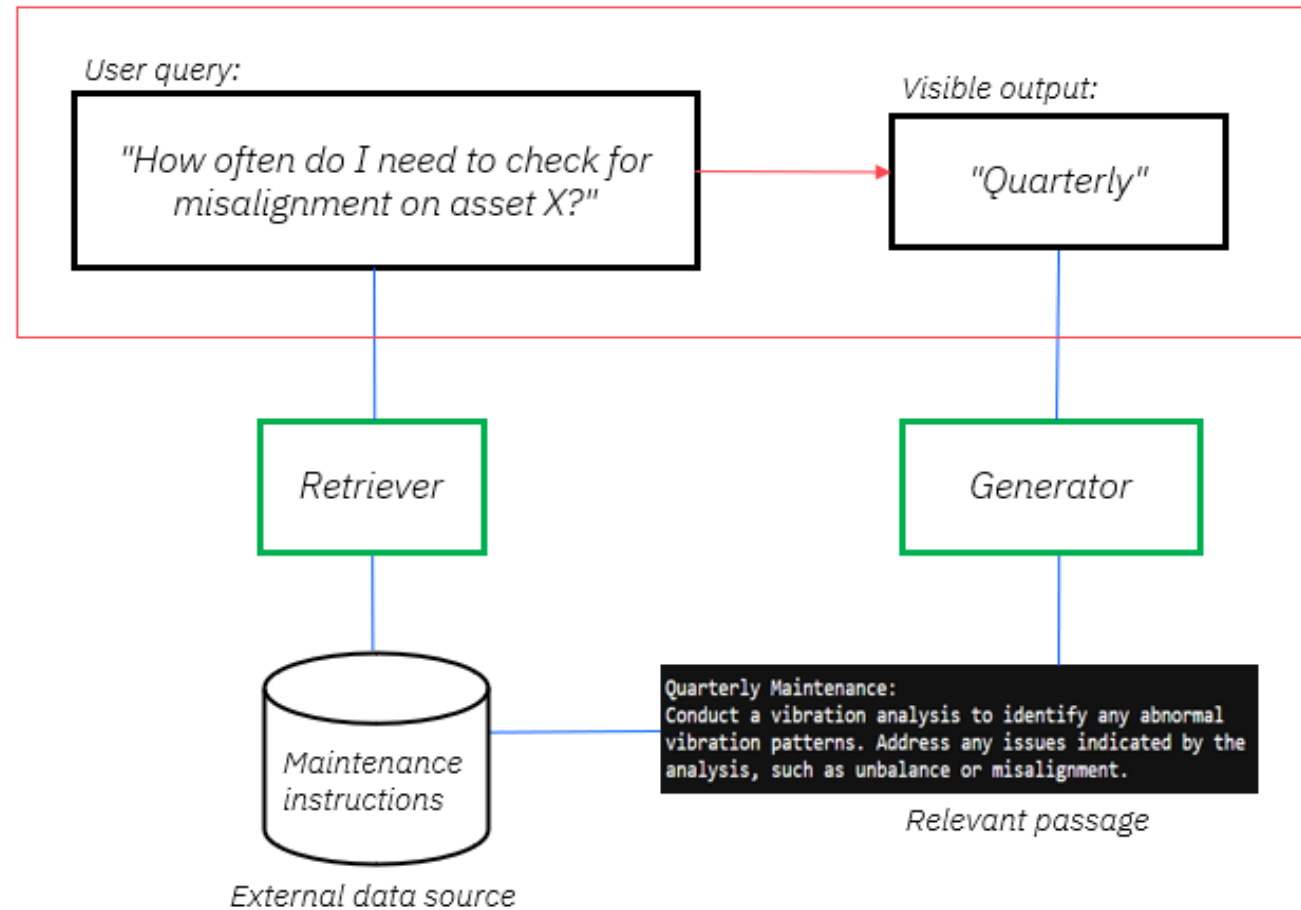 User query:
Visible output:
"How often do I need to check for
misalignment on asset X?"
"Quarterly"
Retriever
Generator
Maintenance
instructions
Quarterly Maintenance:
Conduct a vibration analysis to identify any abnormal
vibration patterns. Address any issues indicated by the
analysis, such as unbalance or misalignment.
Relevant passage
External data source